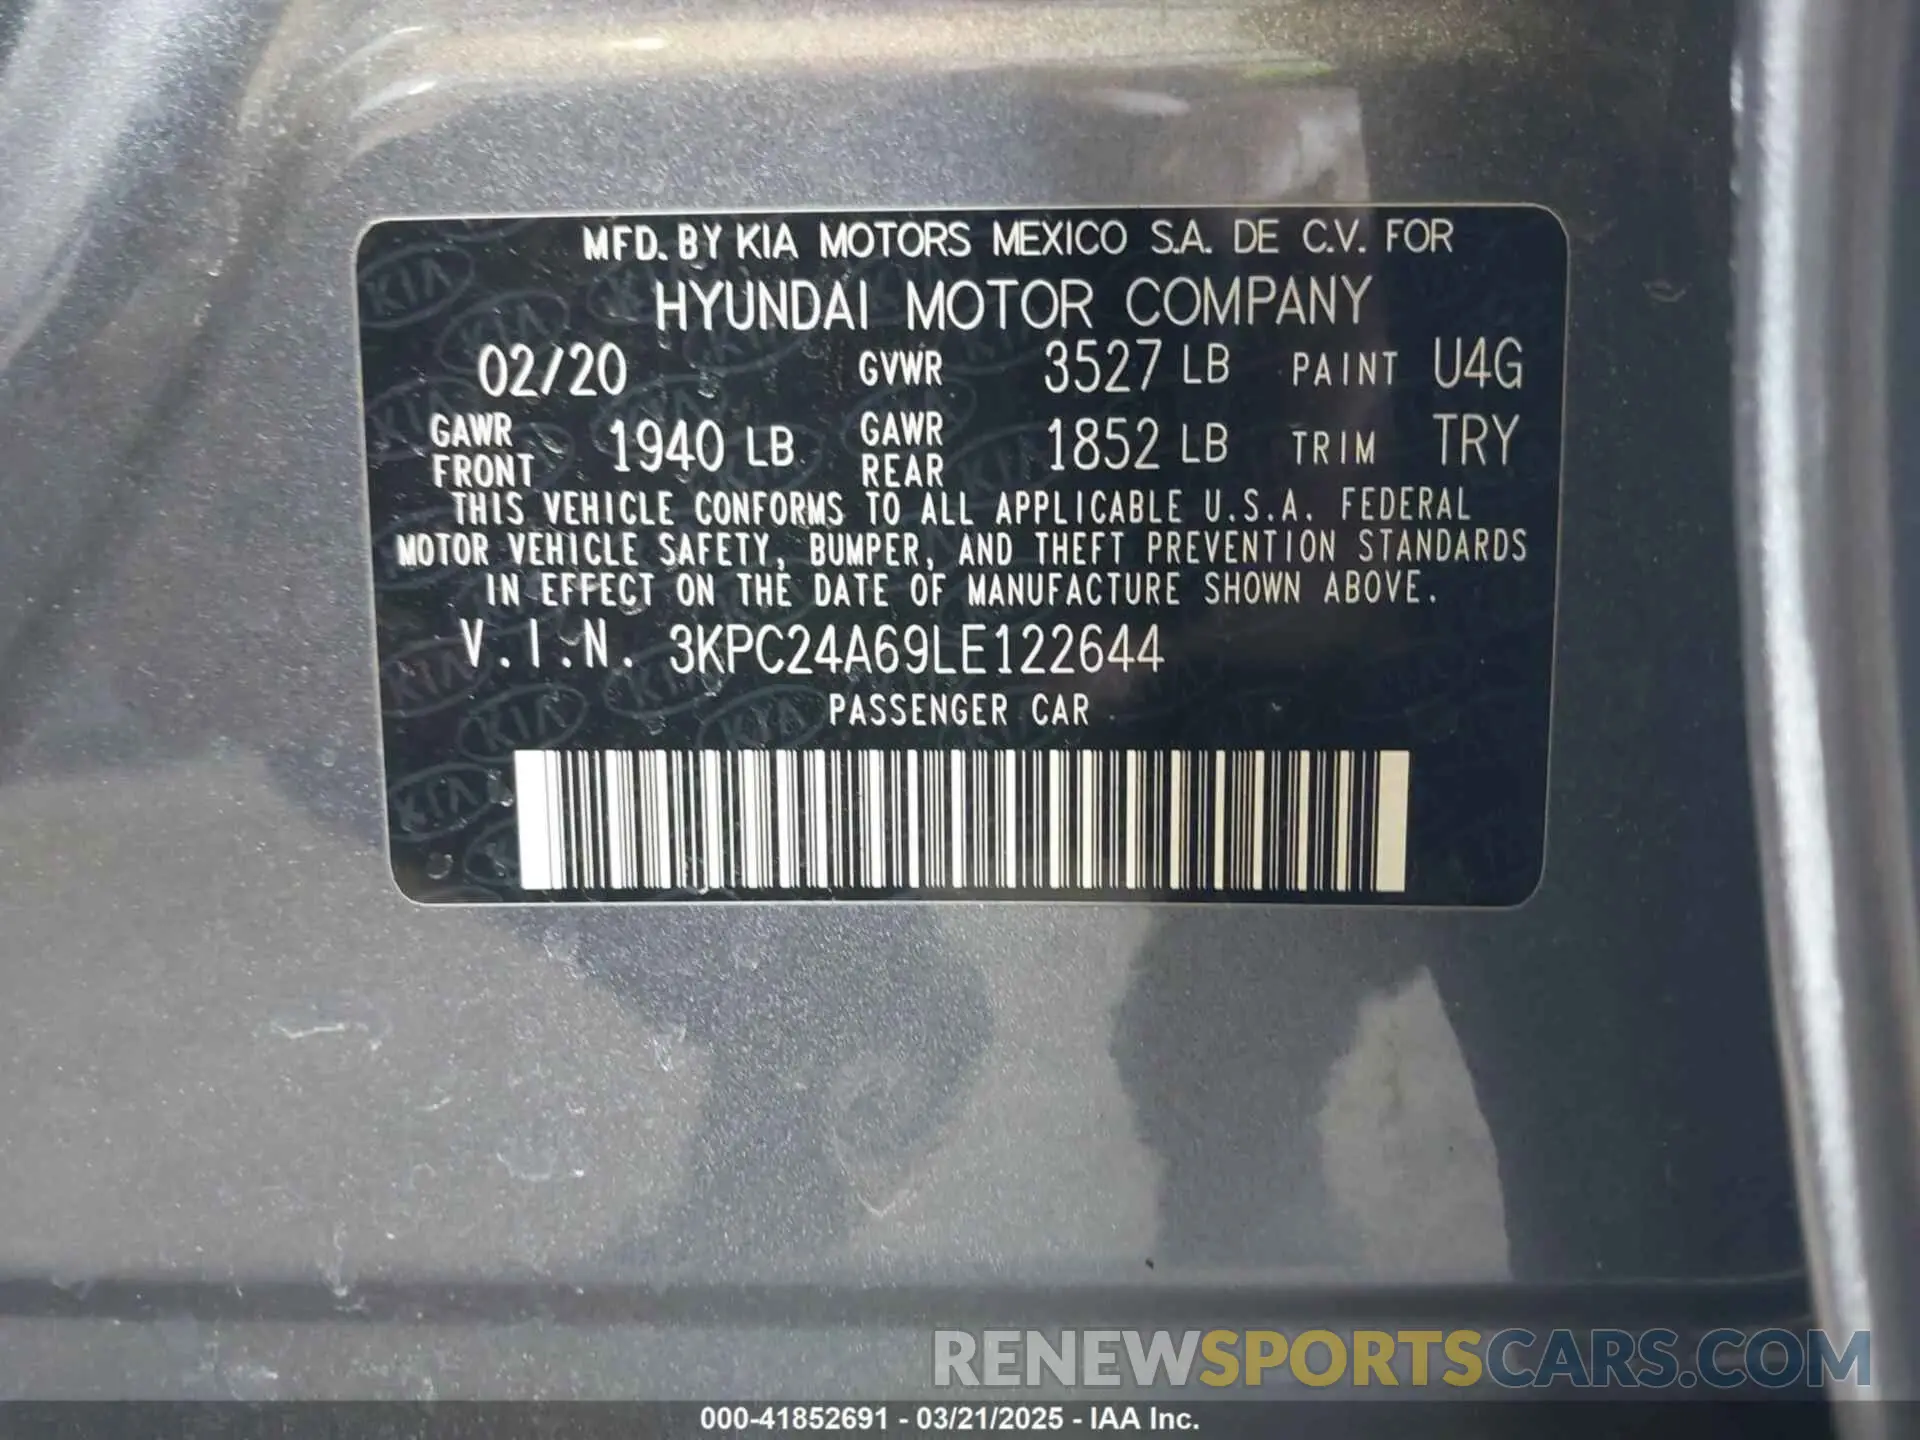 MFD. BY KIA MOTORS MEXICO S.A. DE C.V. FOR
HYUNDAI MOTOR COMPANY
02/20 GVWR 3527 LB PAINT U4G
GAWR FRONT 1940 LB GAWR REAR 1852 LB TRIM TRY
THIS VEHICLE CONFORMS TO ALL APPLICABLE U.S.A. FEDERAL
MOTOR VEHICLE SAFETY, BUMPER, AND THEFT PREVENTION STANDARDS
IN EFFECT ON THE DATE OF MANUFACTURE SHOWN ABOVE.
V.I.N. 3KPC24A69LE122644
PASSENGER CAR
RENEWSPORTSCARS.COM
000-41852691 - 03/21/2025 - IAA Inc.